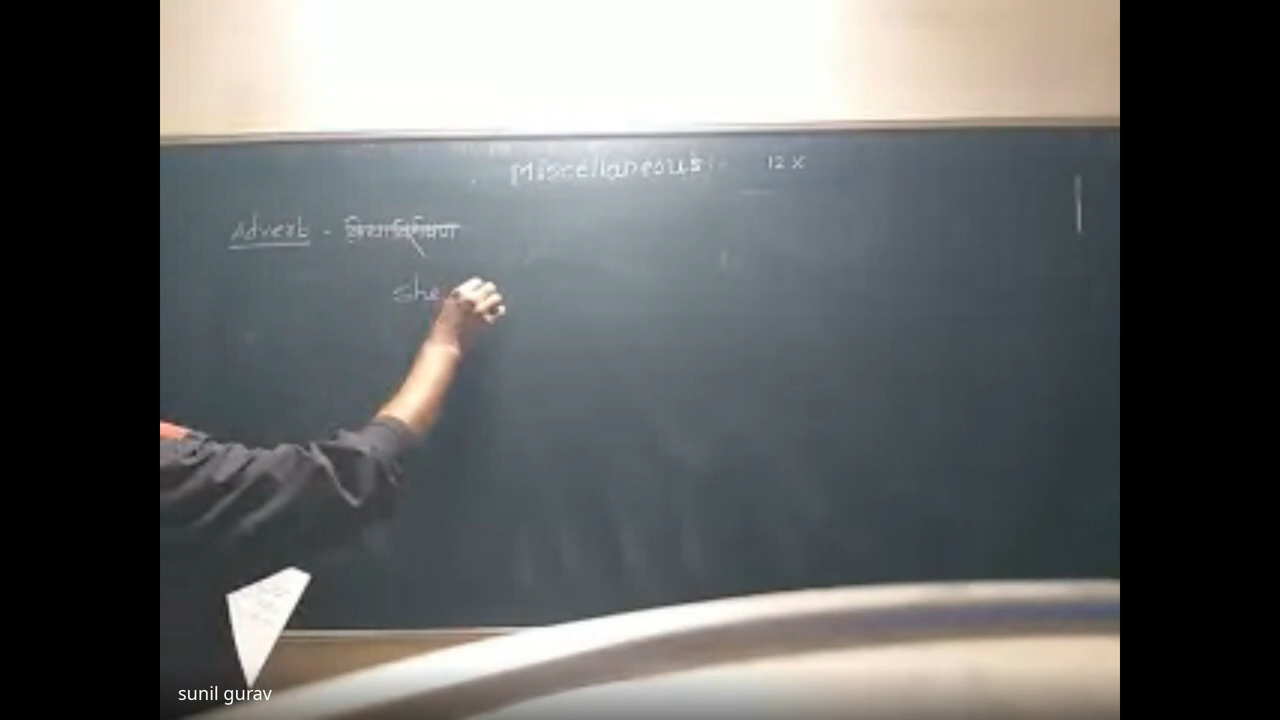 Miscellaneous :- 12 x
Adverb - क्रियाविशेषण
She
sunil gurav